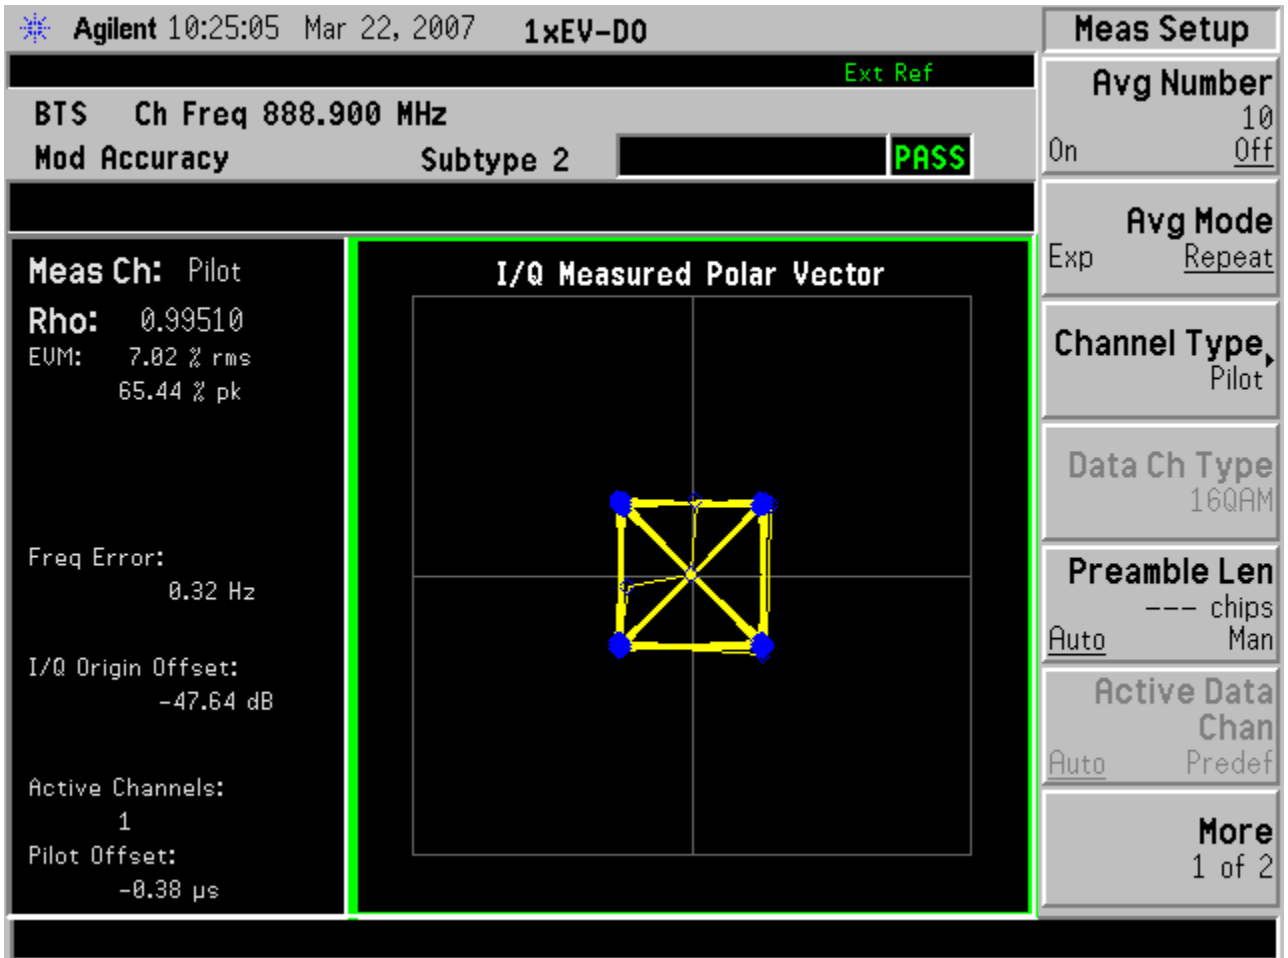 Agilent 10:25:05 Mar 22, 2007 1xEV-DO
Ext Ref
BTS Ch Freq 888.900 MHz
Mod Accuracy Subtype 2 PASS
Meas Ch: Pilot
Rho: 0.99510
EVM: 7.02 % rms
65.44 % pk
Freq Error:
0.32 Hz
I/Q Origin Offset:
-47.64 dB
Active Channels:
1
Pilot Offset:
-0.38 µs
I/Q Measured Polar Vector
Meas Setup
Avg Number
10
On Off
Avg Mode
Exp Repeat
Channel Type
Pilot
Data Ch Type
16QAM
Preamble Len
--- chips
Auto Man
Active Data
Chan
Auto Predef
More
1 of 2